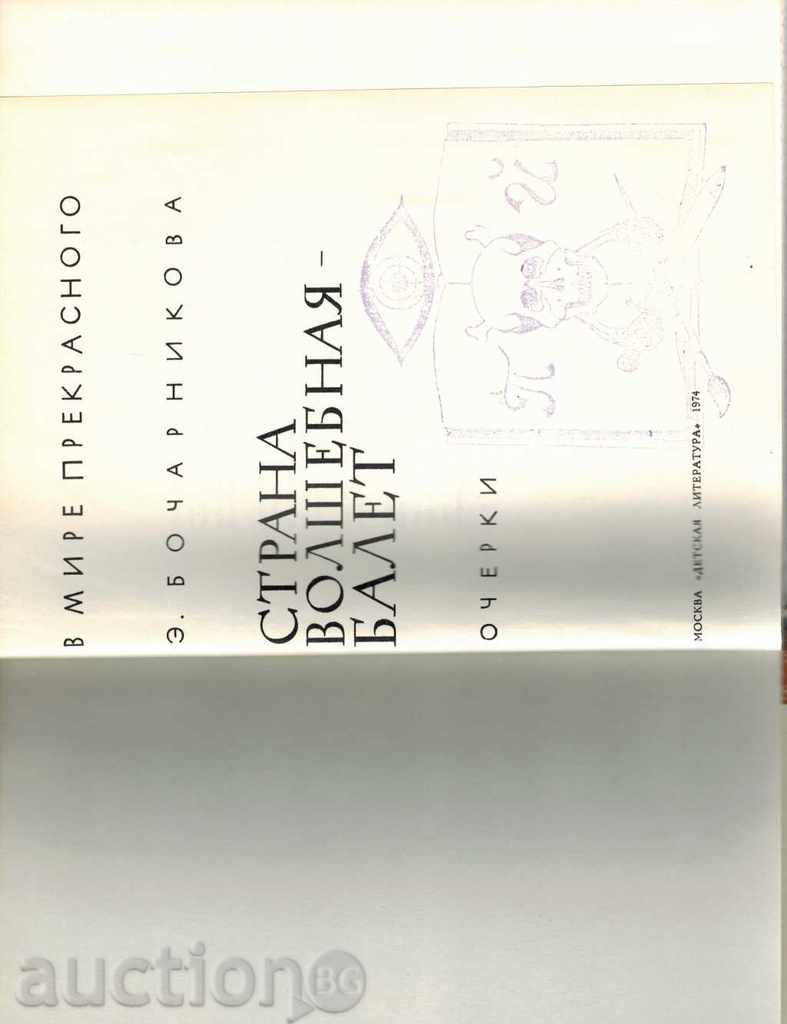 В МИРЕ ПРЕКРАСНОГО
Э. БОЧАРНИКОВА
СТРАНА
ВОЛШЕБНАЯ –
БАЛЕТ
ОЧЕРКИ
П Й
МОСКВА «ДЕТСКАЯ ЛИТЕРАТУРА» 1974
auctionBG